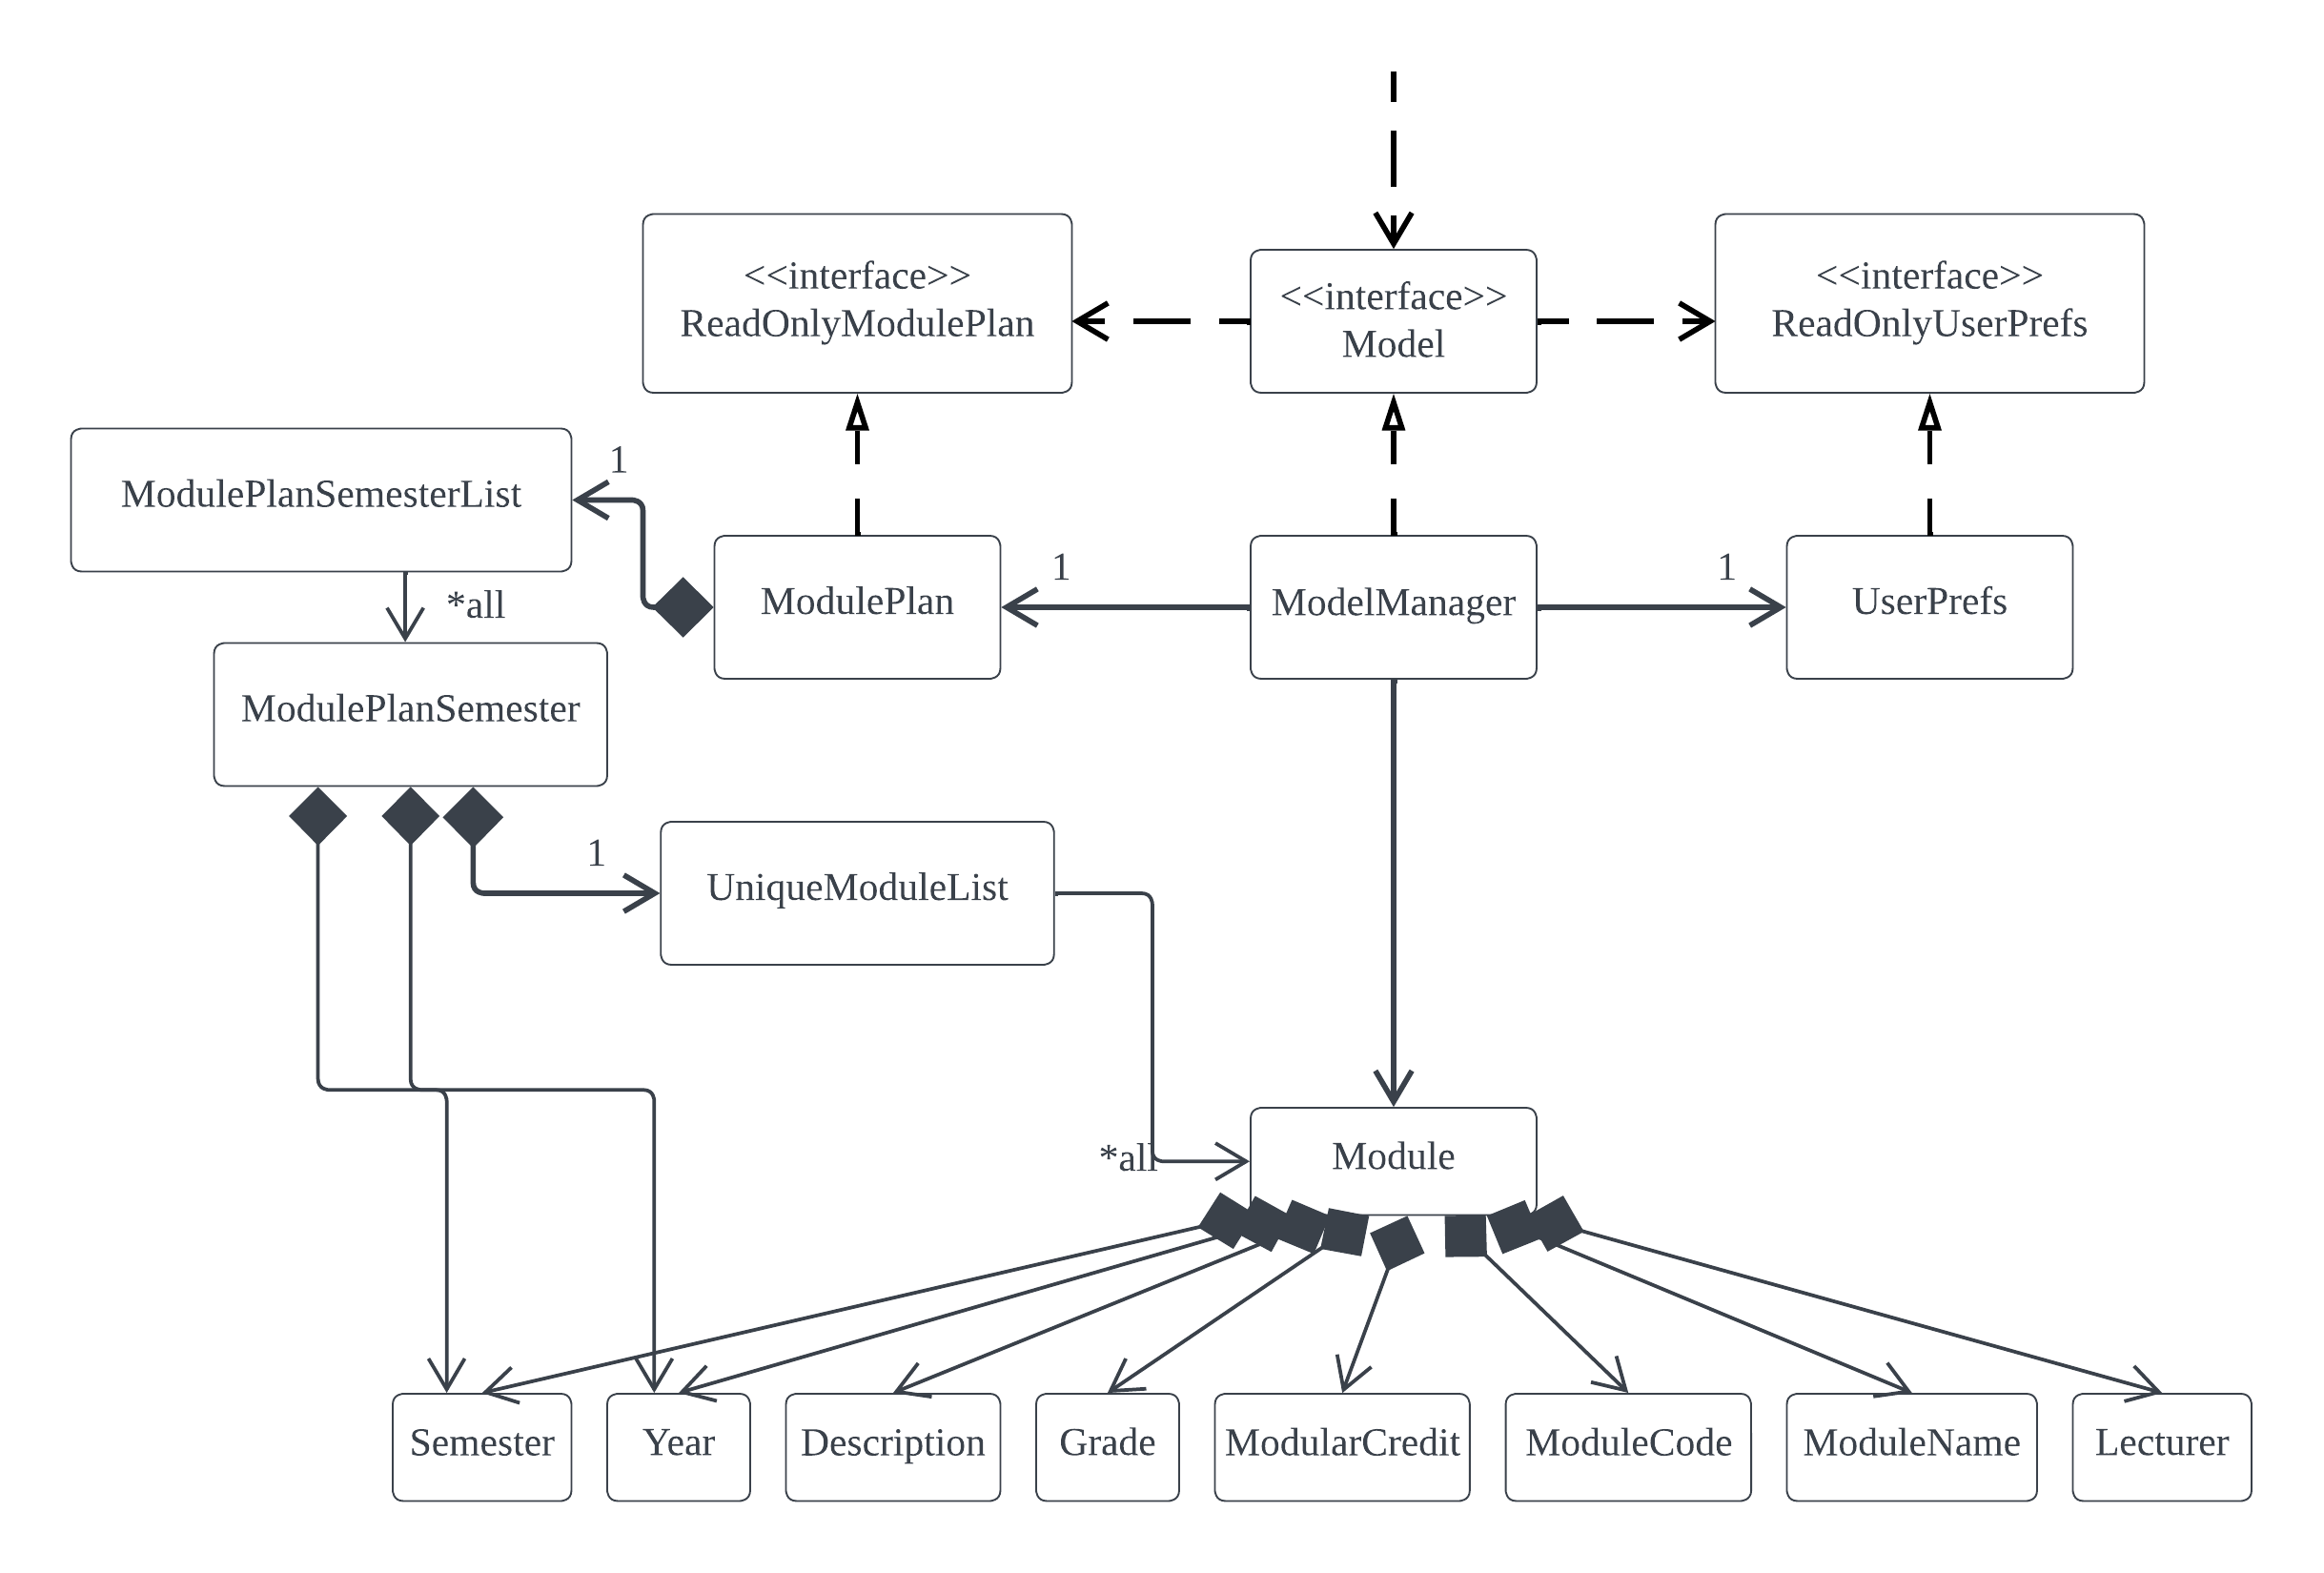 <<interface>>
ReadOnlyModulePlan
<<interface>>
Model
<<interface>>
ReadOnlyUserPrefs
ModulePlanSemesterList
1
*all
ModulePlan
1
ModelManager
1
UserPrefs
ModulePlanSemester
1
UniqueModuleList
*all
Module
Semester
Year
Description
Grade
ModularCredit
ModuleCode
ModuleName
Lecturer